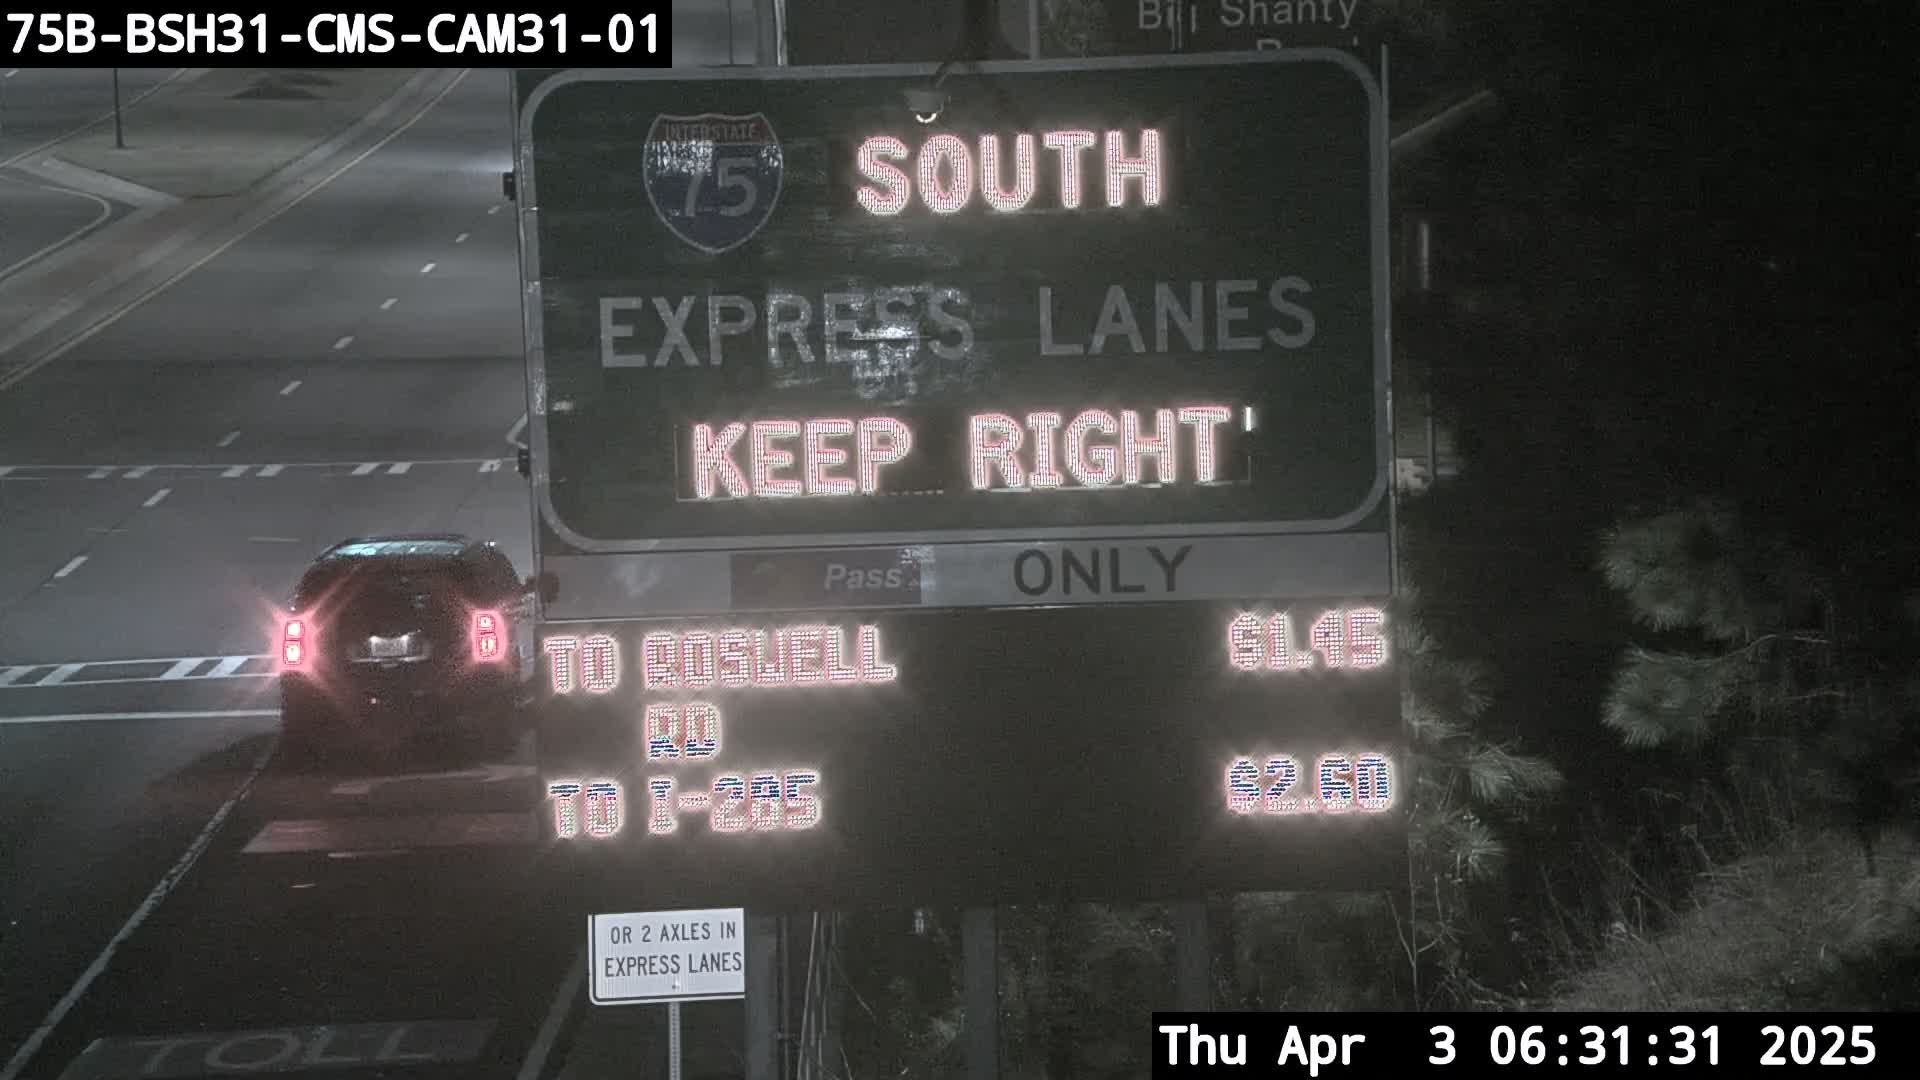 75B-BSH31-CMS-CAM31-01
Shanty
INTERSTATE
75
SOUTH
EXPRESS LANES
KEEP RIGHT
Pass
ONLY
TO ROSWELL $1.45
RD
TO I-285 $2.60
OR 2 AXLES IN
EXPRESS LANES
TOLL
Thu Apr 3 06:31:31 2025